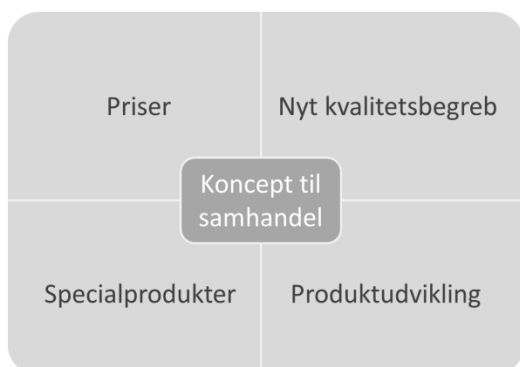 Priser
Nyt kvalitetsbegreb
Koncept til
samhandel
Specialprodukter
Produktudvikling